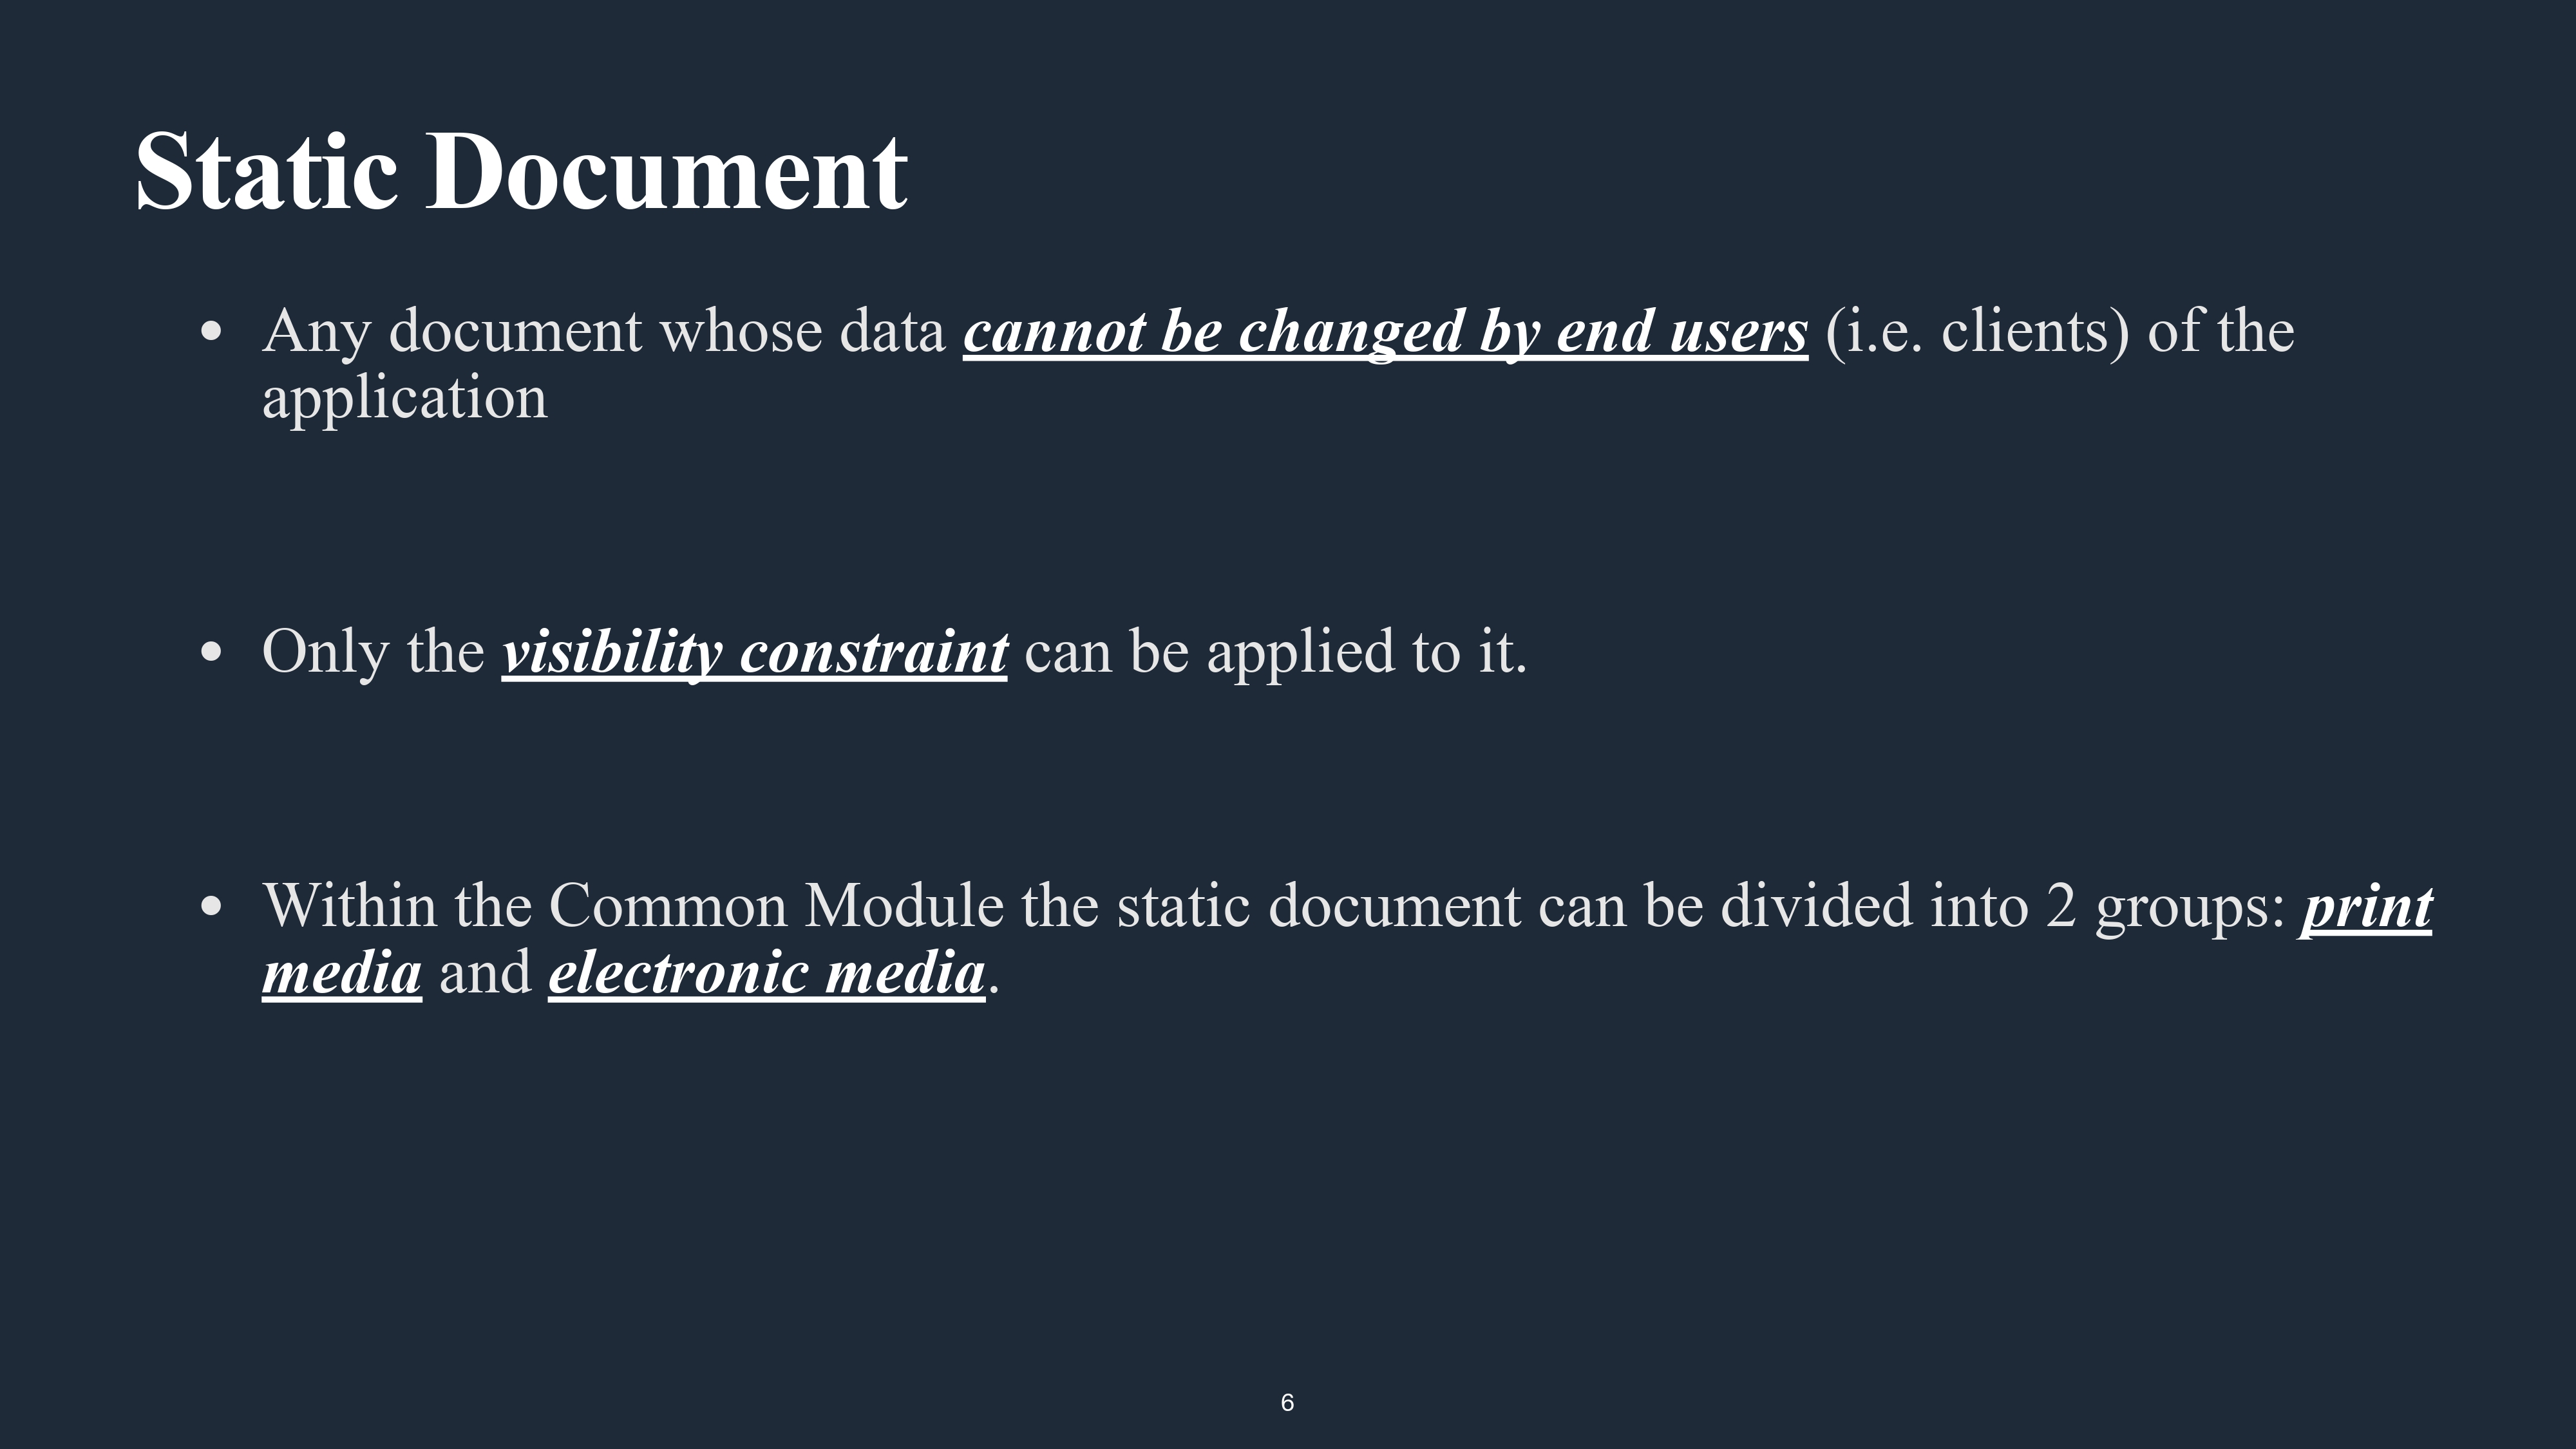 Static Document
• Any document whose data cannot be changed by end users (i.e. clients) of the
application
• Only the visibility constraint can be applied to it.
• Within the Common Module the static document can be divided into 2 groups: print
media and electronic media.
6